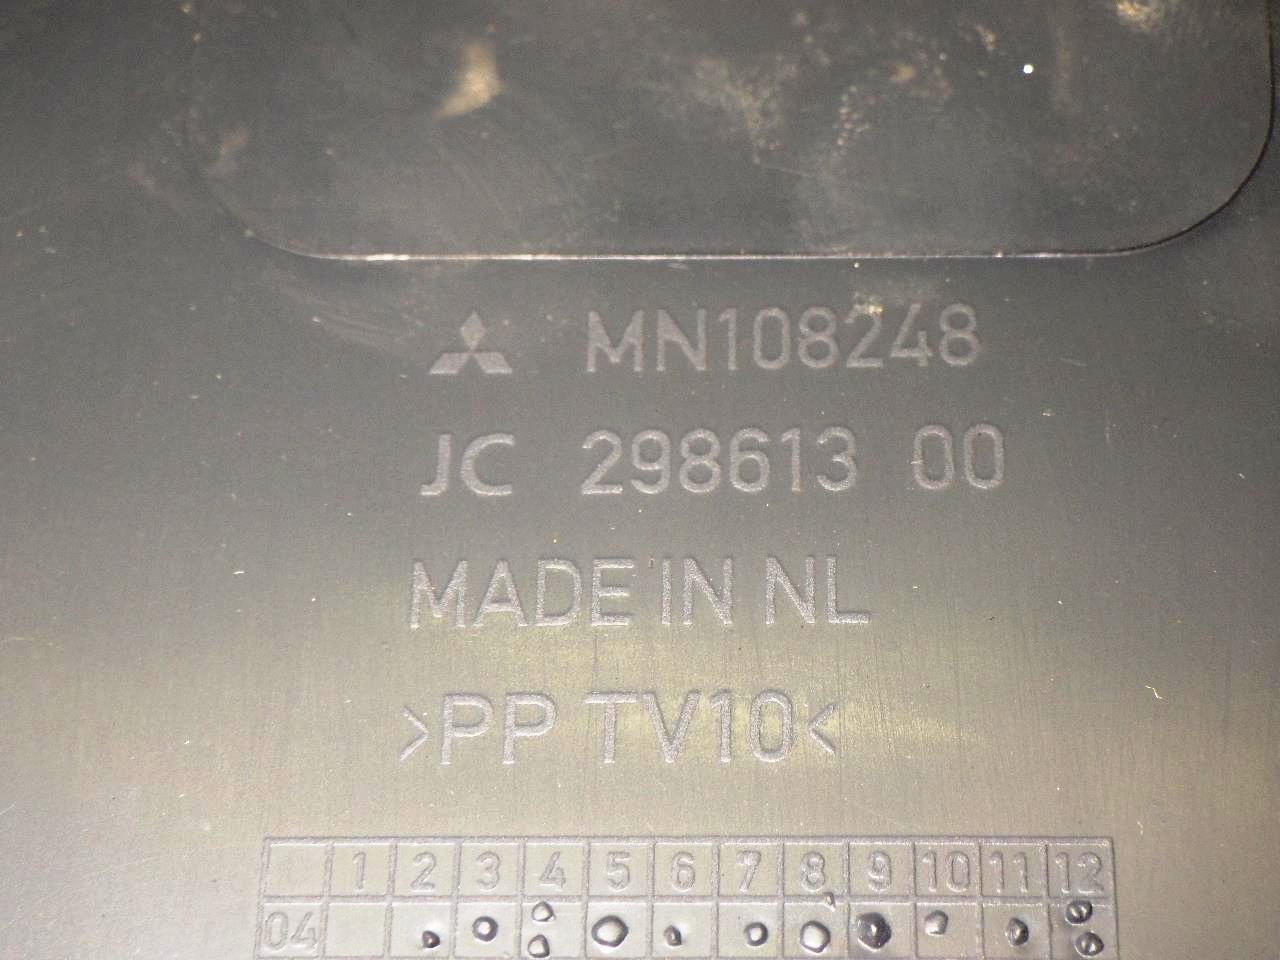 MN108248
JC 298613 00
MADE IN NL
>PP TV10<
1 2 3 4 5 6 7 8 9 10 11 12
04